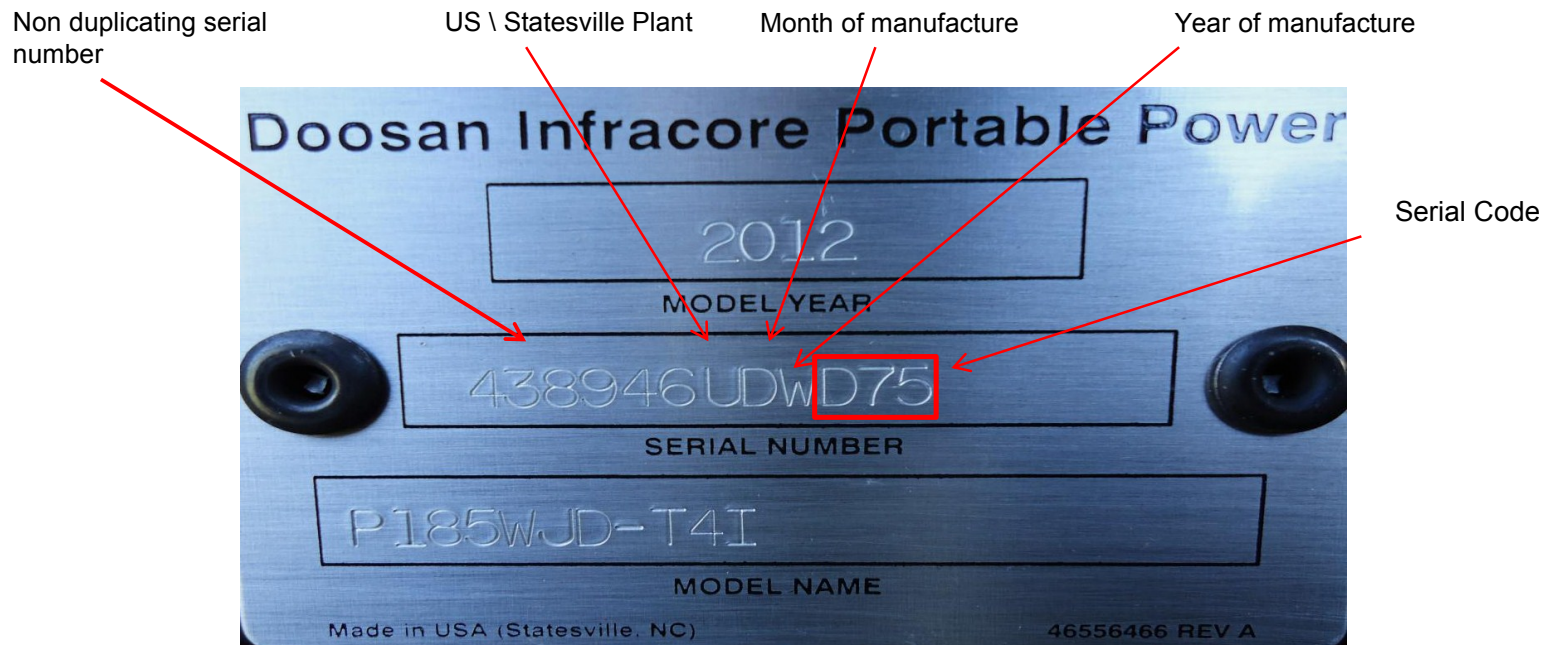 Non duplicating serial
number
US \ Statesville Plant
Month of manufacture
Year of manufacture
Serial Code
Doosan Infracore Portable Power
2012
MODEL YEAR
438946UDWD75
SERIAL NUMBER
P185WJD-T4I
MODEL NAME
Made in USA (Statesville, NC)
46556466 REV A